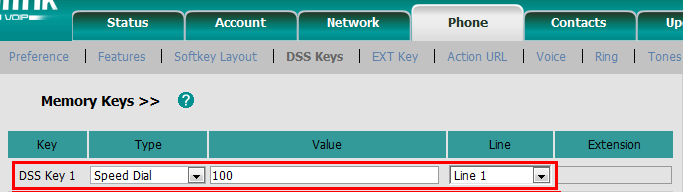 VOIP
Status Account Network Phone Contacts
Preference | Features | Softkey Layout | DSS Keys | EXT Key | Action URL | Voice | Ring | Tones
Memory Keys >> ?
Key Type Value Line Extension
DSS Key 1 Speed Dial 100 Line 1